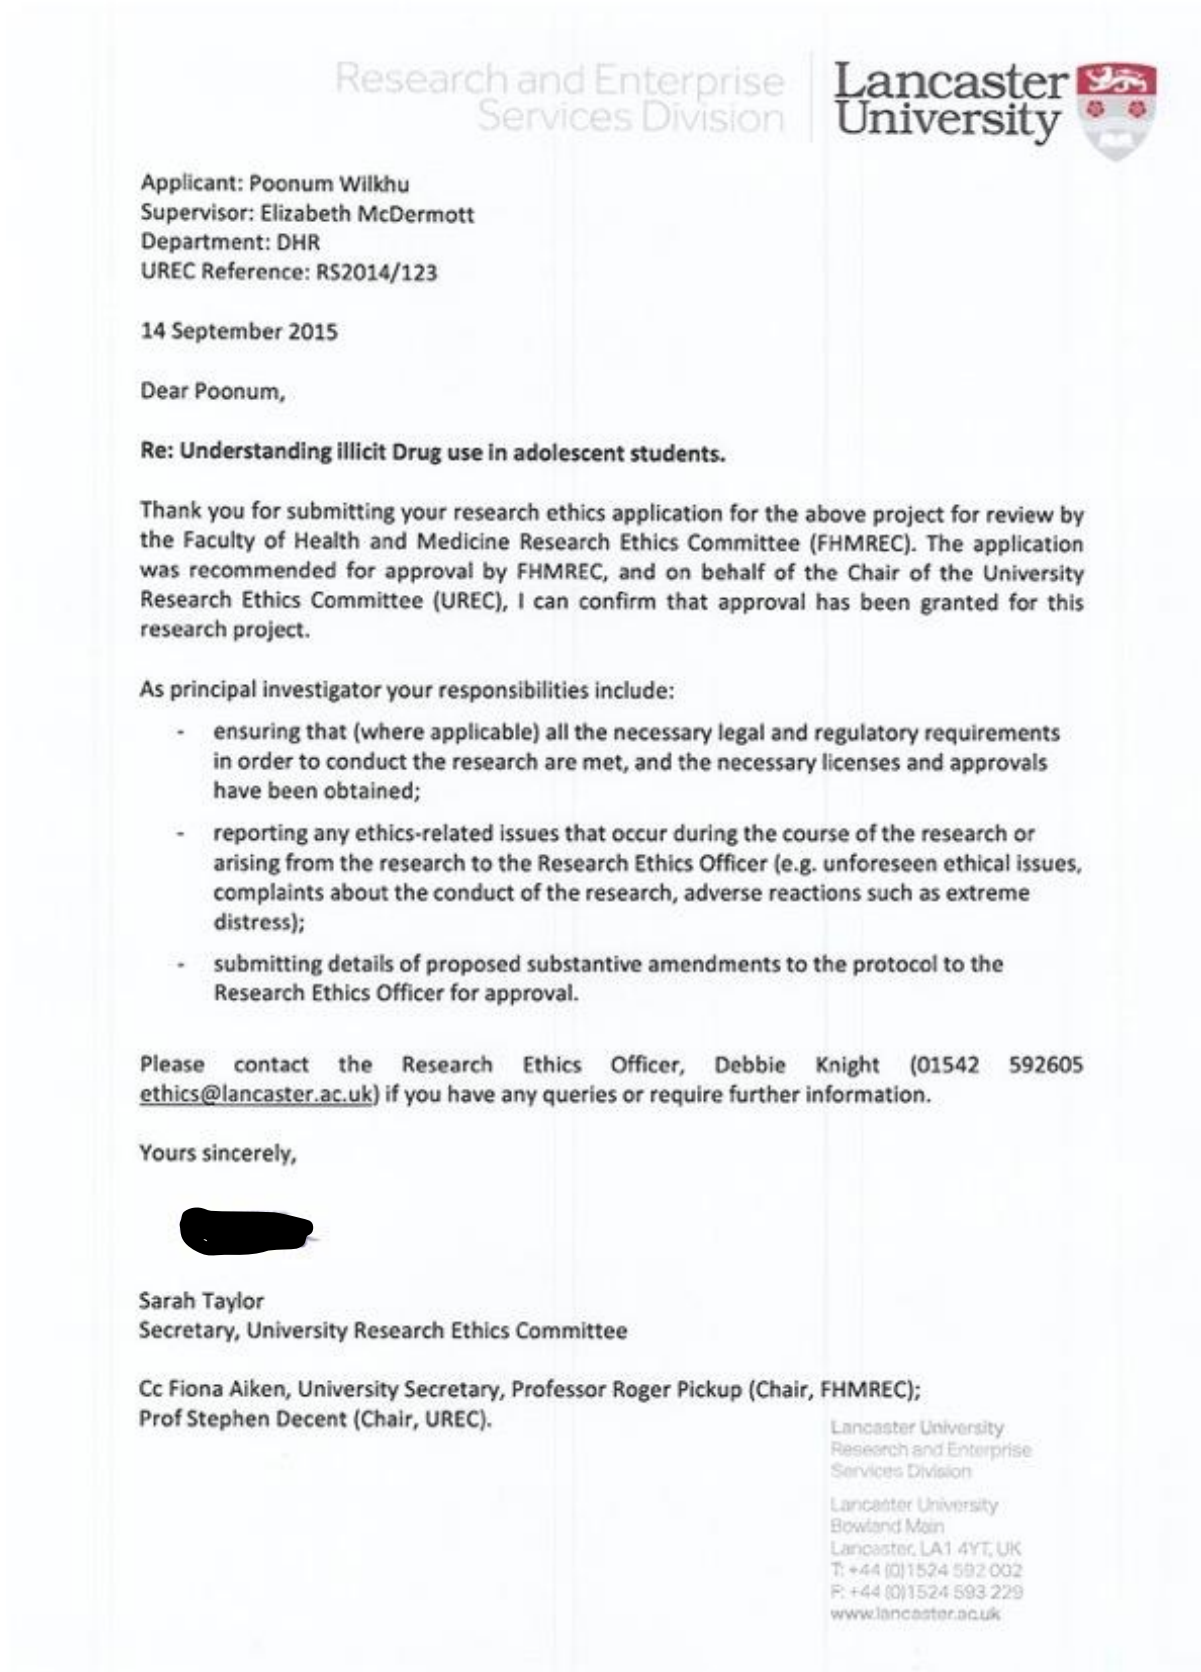 Research and Enterprise
Services Division
Lancaster
University
Applicant: Poonum Wilkhu
Supervisor: Elizabeth McDermott
Department: DHR
UREC Reference: RS2014/123
14 September 2015
Dear Poonum,
Re: Understanding illicit Drug use in adolescent students.
Thank you for submitting your research ethics application for the above project for review by
the Faculty of Health and Medicine Research Ethics Committee (FHMREC). The application
was recommended for approval by FHMREC, and on behalf of the Chair of the University
Research Ethics Committee (UREC), I can confirm that approval has been granted for this
research project.
As principal investigator your responsibilities include:
- ensuring that (where applicable) all the necessary legal and regulatory requirements
in order to conduct the research are met, and the necessary licenses and approvals
have been obtained;
- reporting any ethics-related issues that occur during the course of the research or
arising from the research to the Research Ethics Officer (e.g. unforeseen ethical issues,
complaints about the conduct of the research, adverse reactions such as extreme
distress);
- submitting details of proposed substantive amendments to the protocol to the
Research Ethics Officer for approval.
Please contact the Research Ethics Officer, Debbie Knight (01542 592605
ethics@lancaster.ac.uk) if you have any queries or require further information.
Yours sincerely,
Sarah Taylor
Secretary, University Research Ethics Committee
Cc Fiona Aiken, University Secretary, Professor Roger Pickup (Chair, FHMREC);
Prof Stephen Decent (Chair, UREC).
Lancaster University
Research and Enterprise
Services Division
Lancaster University
Bowland Main
Lancaster, LA1 4YT, UK
T: +44 (0)1524 592 002
F: +44 (0)1524 593 229
www.lancaster.ac.uk